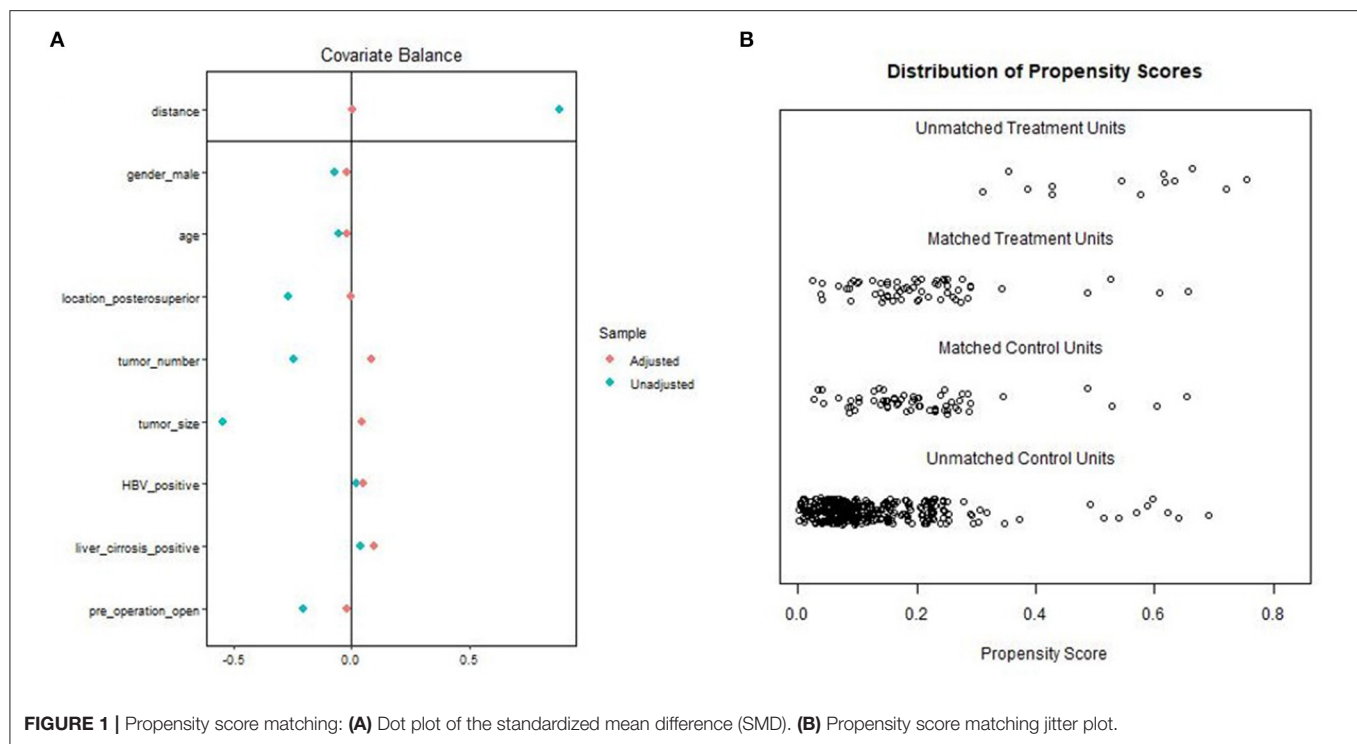 A
Covariate Balance
distance
gender_male
age
location_posterosuperior
tumor_number
tumor_size
HBV_positive
liver_cirrosis_positive
pre_operation_open
-0.5
0.0
0.5
Sample
Adjusted
Unadjusted
B
Distribution of Propensity Scores
Unmatched Treatment Units
Matched Treatment Units
Matched Control Units
Unmatched Control Units
0.0
0.2
0.4
0.6
0.8
Propensity Score
FIGURE 1 | Propensity score matching: (A) Dot plot of the standardized mean difference (SMD). (B) Propensity score matching jitter plot.